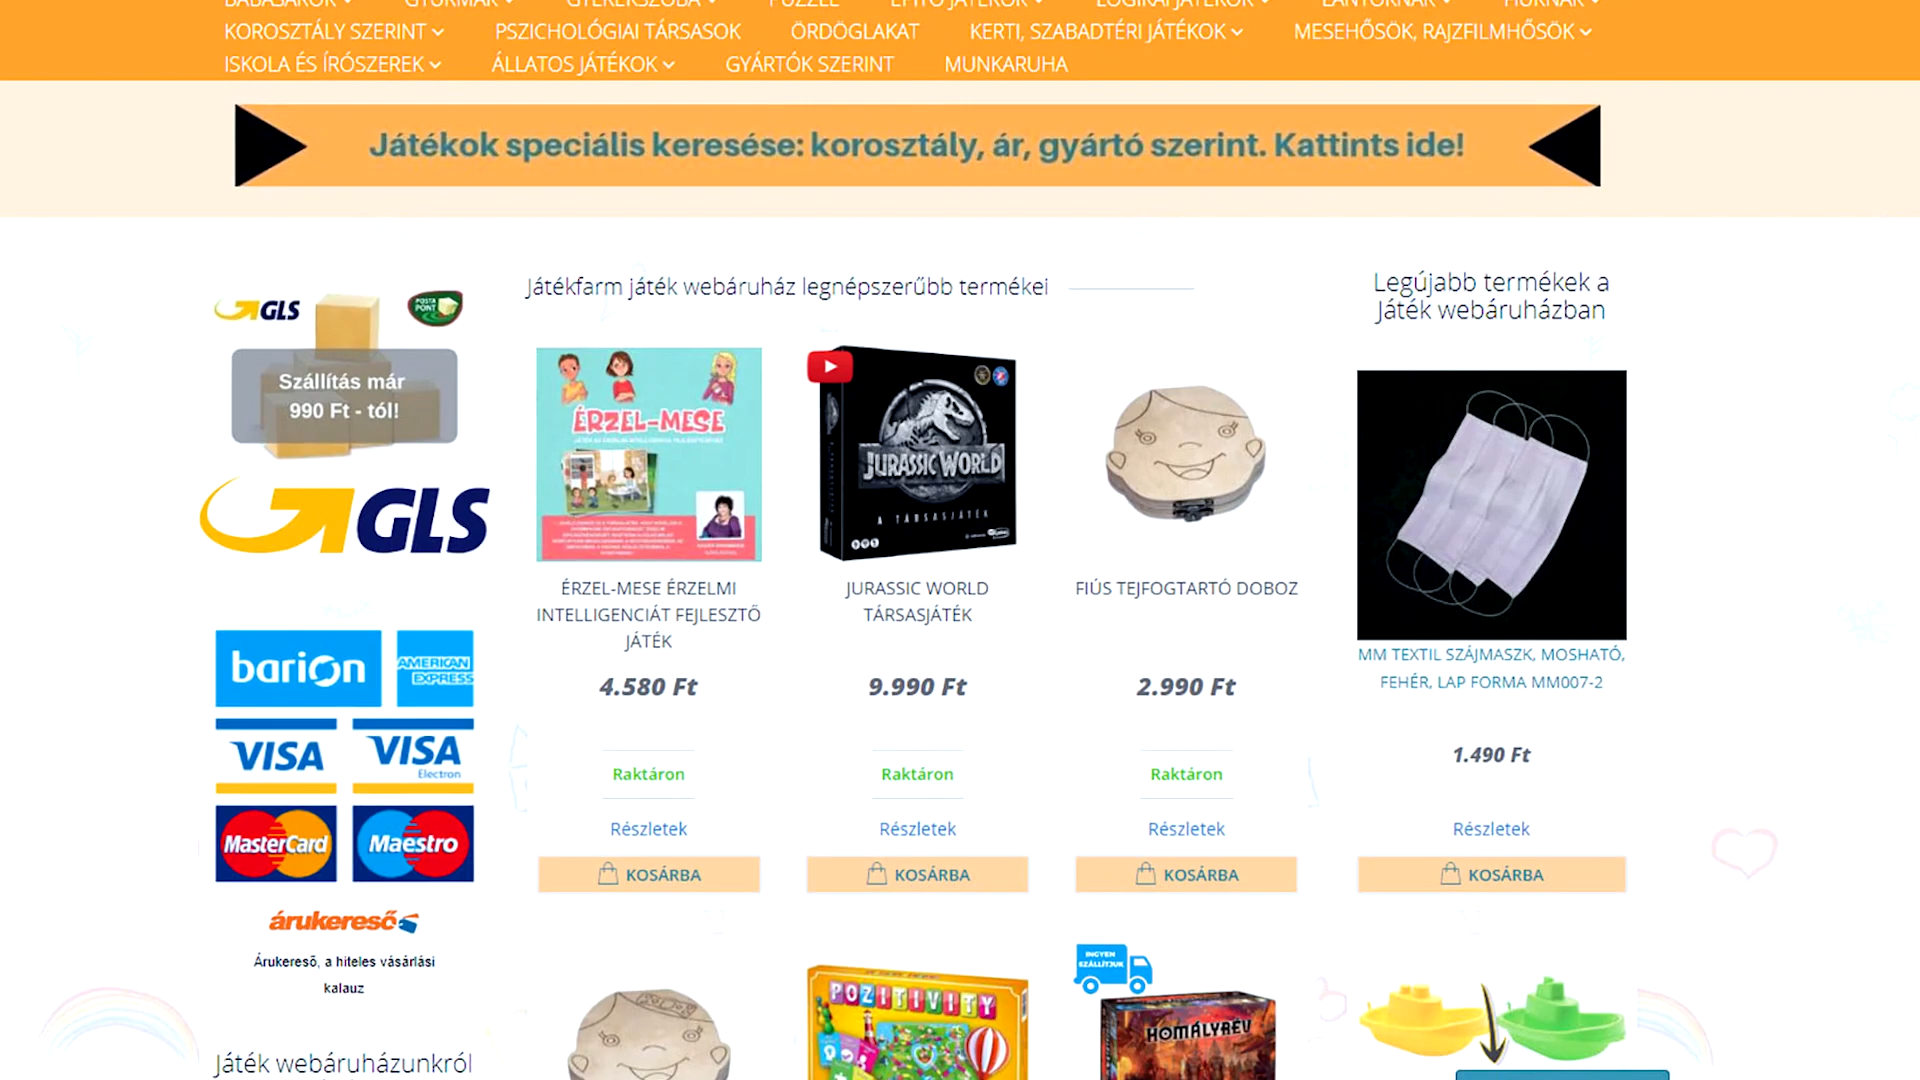 KOROSZTÁLY SZERINT
PSZICHOLÓGIAI TÁRSASOK
ÖRDÖGLAKAT
KERTI, SZABADTÉRI JÁTÉKOK
MESEHŐSÖK, RAJZFILMHŐSÖK
ISKOLA ÉS ÍRÓSZEREK
ÁLLATOS JÁTÉKOK
GYÁRTÓK SZERINT
MUNKARUHA
Játékok speciális keresése: korosztály, ár, gyártó szerint. Kattints ide!
GLS
POSTA
PONT
Szállítás már
990 Ft - tól!
GLS
barion
AMERICAN
EXPRESS
VISA
VISA
Electron
MasterCard
Maestro
árukereső
Árukereső, a hiteles vásárlási
kalauz
Játék webáruházunkról
Játékfarm játék webáruház legnépszerűbb termékei
ÉRZEL-MESE
ÉRZEL-MESE ÉRZELMI
INTELLIGENCIÁT FEJLESZTŐ
JÁTÉK
4.580 Ft
Raktáron
Részletek
KOSÁRBA
JURASSIC WORLD
A TÁRSASJÁTÉK
JURASSIC WORLD
TÁRSASJÁTÉK
9.990 Ft
Raktáron
Részletek
KOSÁRBA
FIÚS TEJFOGTARTÓ DOBOZ
2.990 Ft
Raktáron
Részletek
KOSÁRBA
POZITIVITY
INGYEN
SZÁLLÍTJUK
HOMÁLYRÉV
Legújabb termékek a
Játék webáruházban
MM TEXTIL SZÁJMASZK, MOSHATÓ,
FEHÉR, LAP FORMA MM007-2
1.490 Ft
Részletek
KOSÁRBA